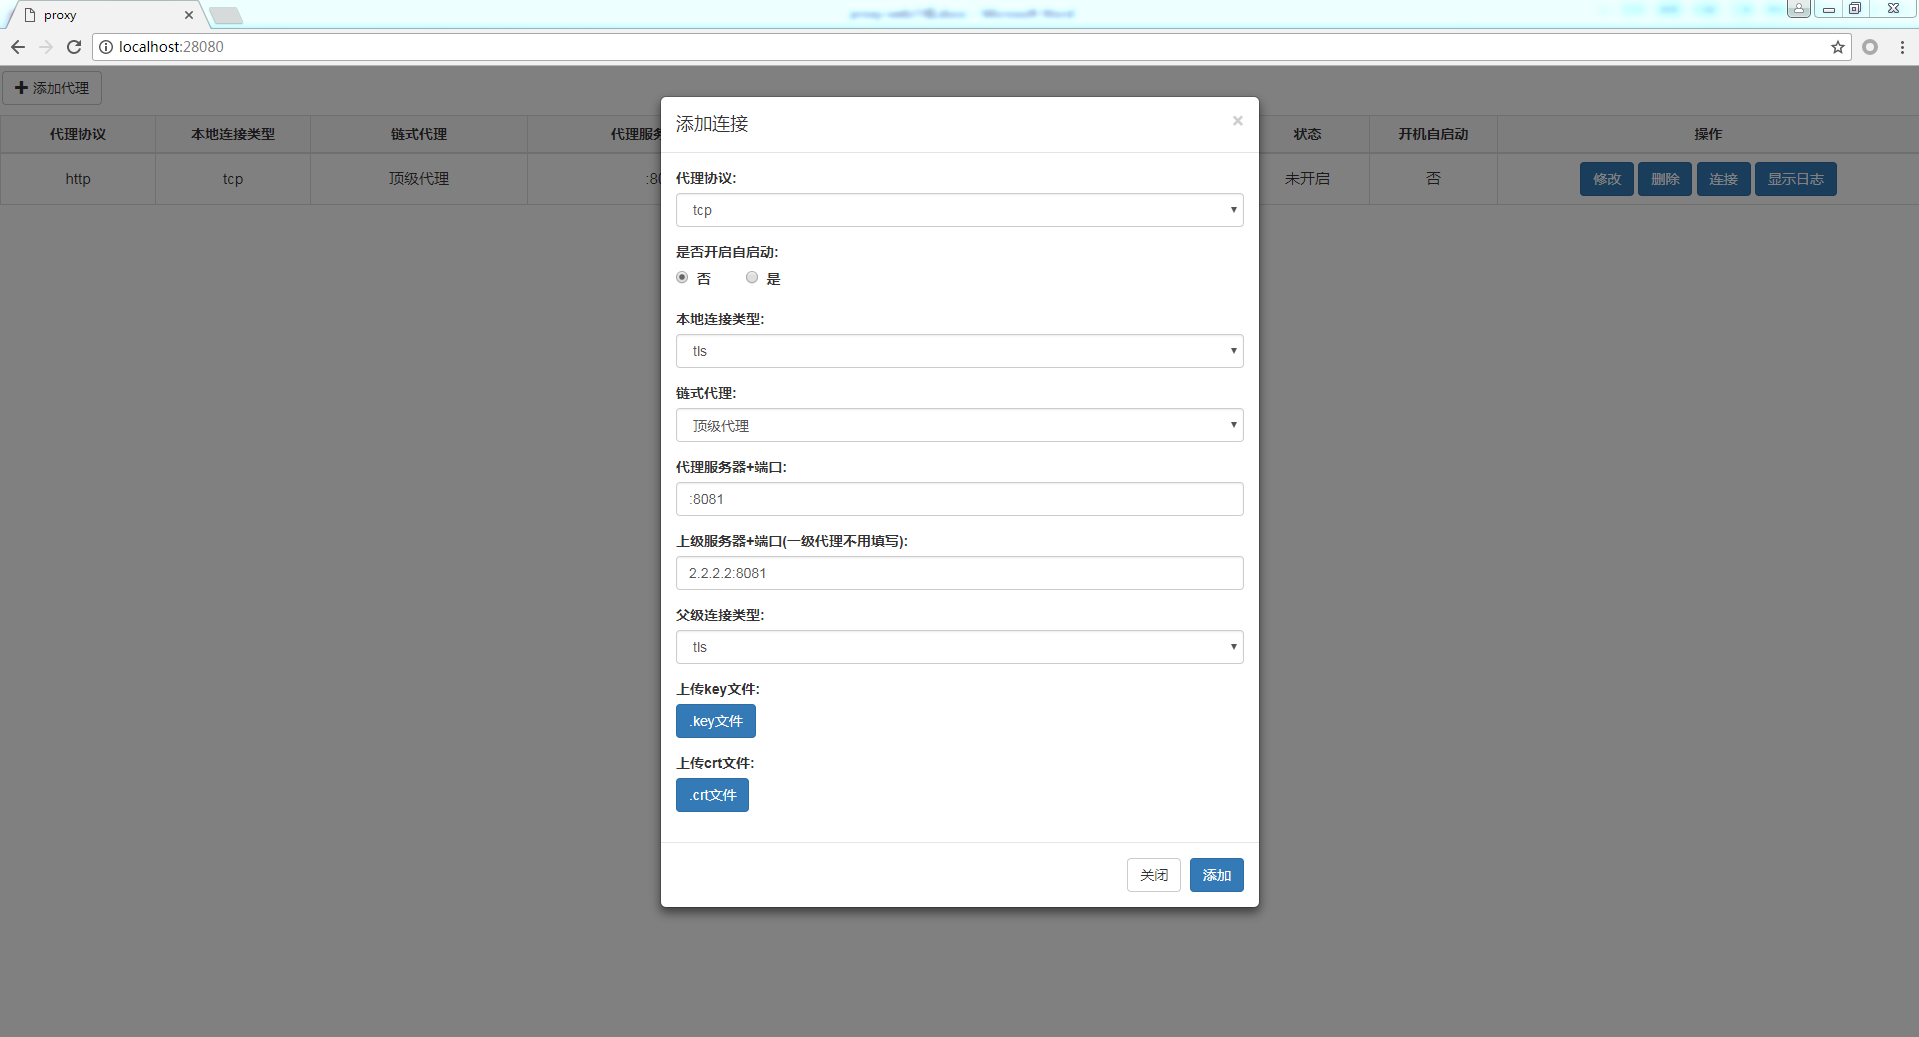 proxy
localhost:28080
添加代理
代理协议 本地连接类型 链式代理 代理服务 状态 开机自启动 操作
http tcp 顶级代理 :80 未开启 否 修改 删除 连接 显示日志
添加连接
代理协议:
tcp
是否开启自启动:
否 是
本地连接类型:
tls
链式代理:
顶级代理
代理服务器+端口:
:8081
上级服务器+端口(一级代理不用填写):
2.2.2.2:8081
父级连接类型:
tls
上传key文件:
.key文件
上传crt文件:
.crt文件
关闭 添加